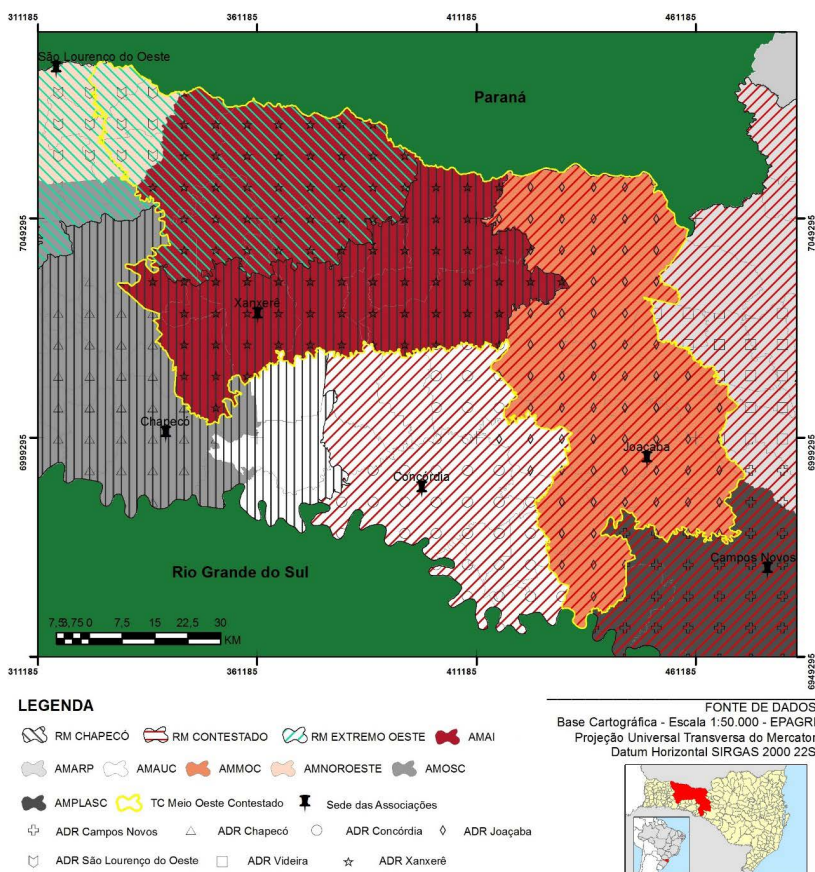 311185 361185 411185 461185
São Lourenço do Oeste
Paraná
7049295 7049295
Xanxerê
Chapecó
6999295 6999295
Joaçaba
Concórdia
Campos Novos
Rio Grande do Sul
7,5 3,75 0 7,5 15 22,5 30
KM
6949295
311185 361185 411185 461185
LEGENDA
RM CHAPECÓ RM CONTESTADO RM EXTREMO OESTE AMAI
AMARP AMAUC AMMOC AMNOROESTE AMOSC
AMPLASC TC Meio Oeste Contestado Sede das Associações
ADR Campos Novos ADR Chapecó ADR Concórdia ADR Joaçaba
ADR São Lourenço do Oeste ADR Videira ADR Xanxerê
FONTE DE DADOS
Base Cartográfica - Escala 1:50.000 - EPAGRI
Projeção Universal Transversa do Mercator
Datum Horizontal SIRGAS 2000 22S